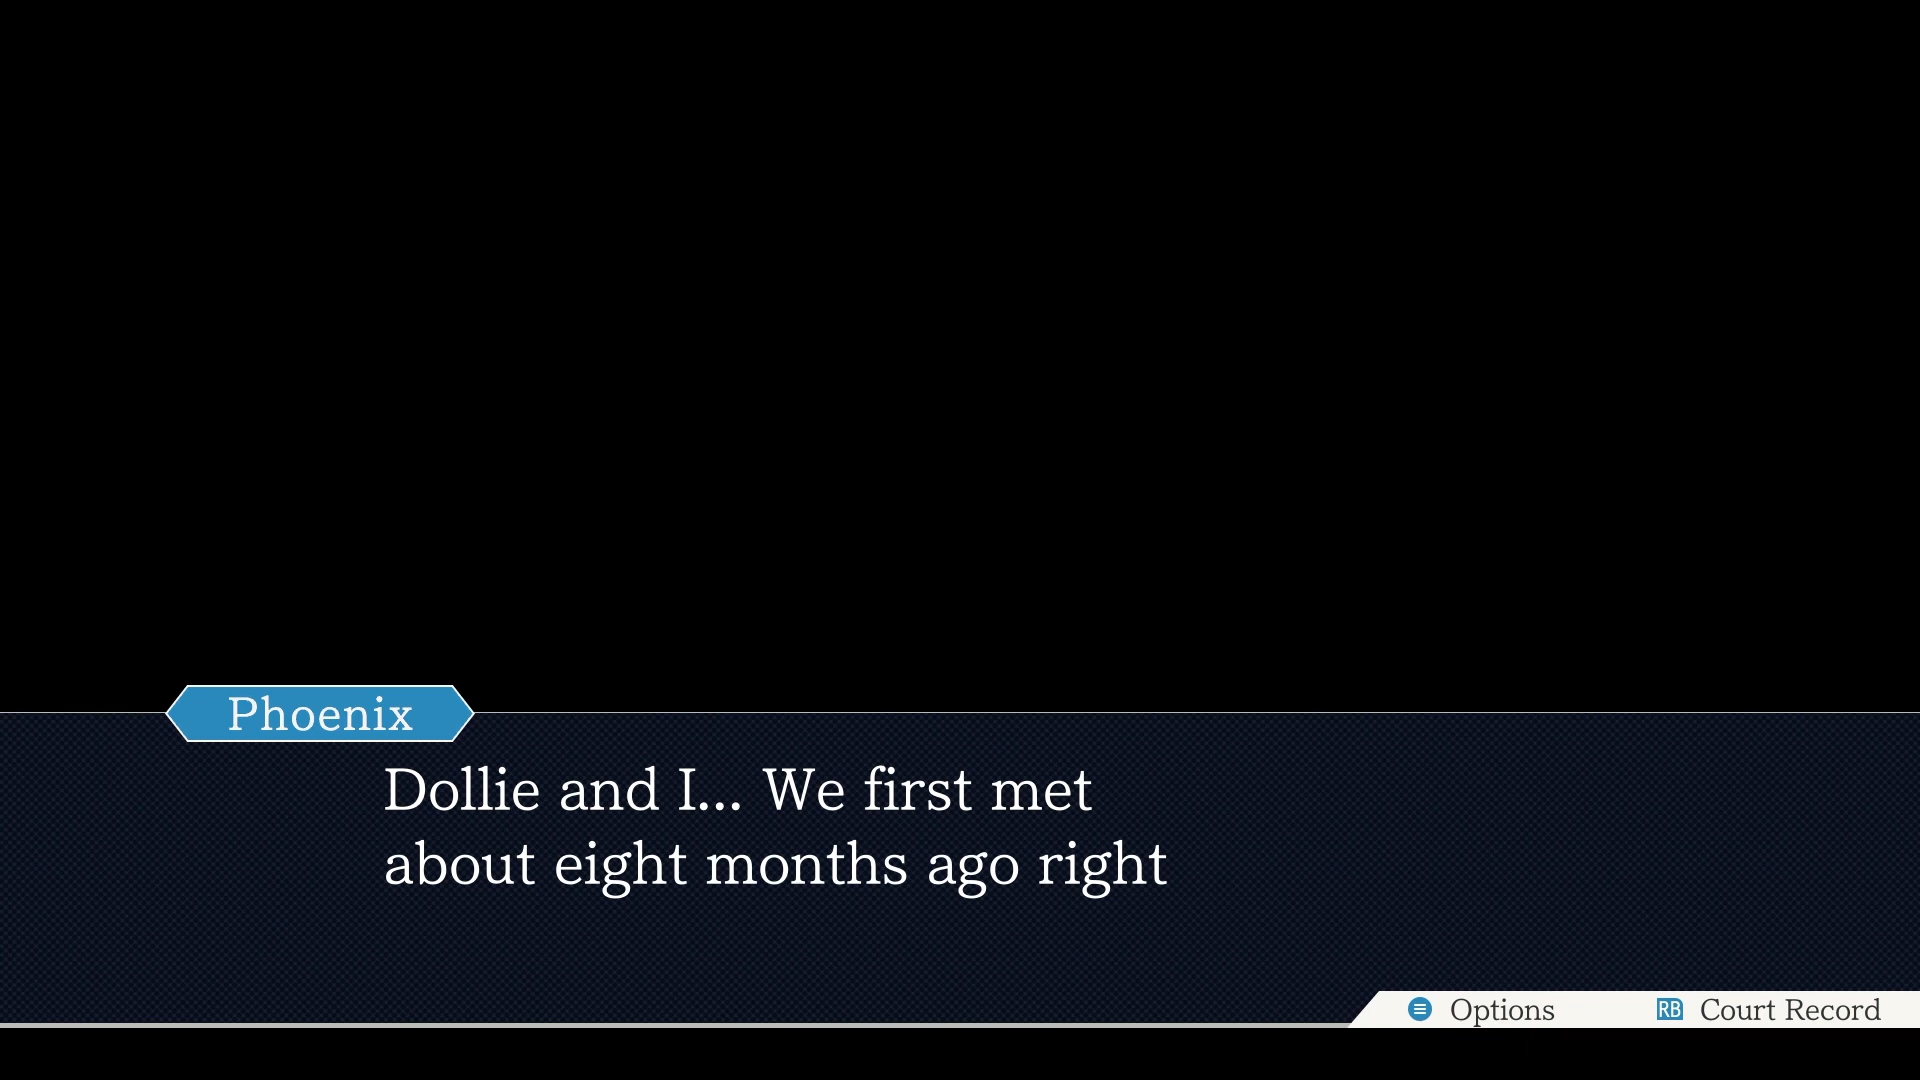 Phoenix
Dollie and I... We first met
about eight months ago right
Options
RB Court Record